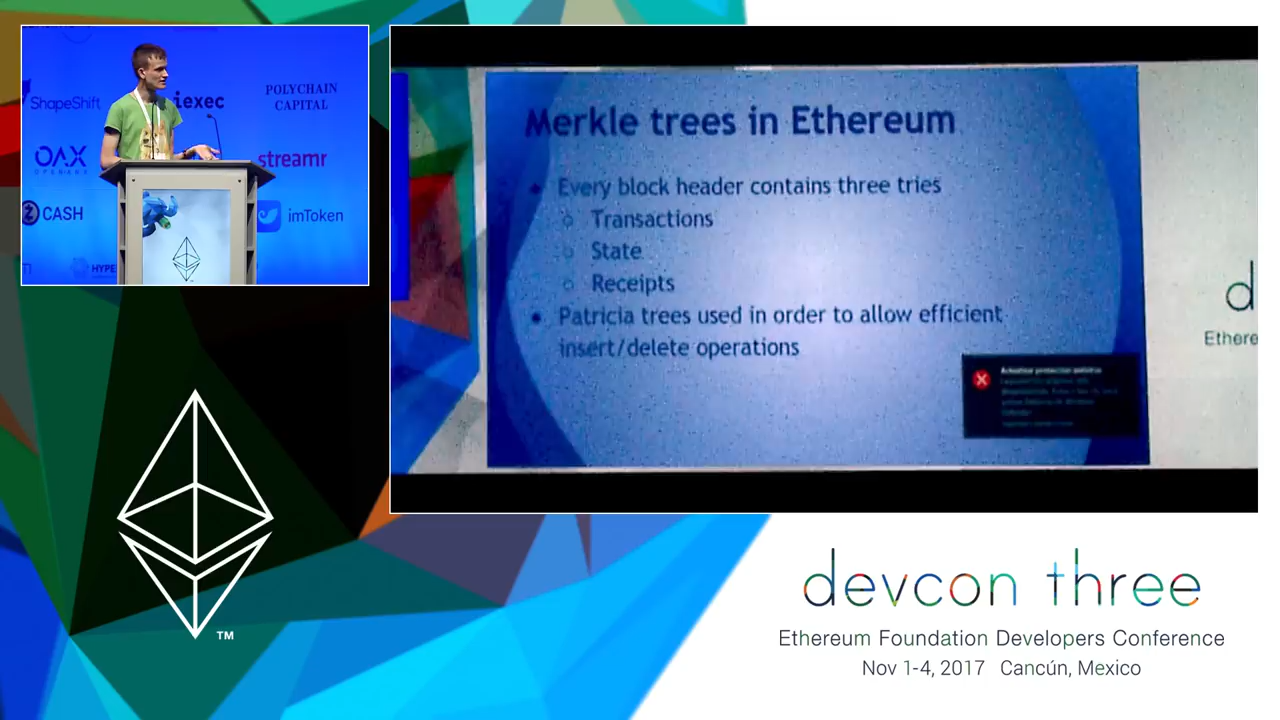 ShapeShift
iexec
POLYCHAIN
CAPITAL
OAX
streamr
CASH
imToken
HYPE
Merkle trees in Ethereum
Every block header contains three tries
Transactions
State
Receipts
Patricia trees used in order to allow efficient
insert/delete operations
d
Ethere
TM
devcon three
Ethereum Foundation Developers Conference
Nov 1-4, 2017 Cancún, Mexico